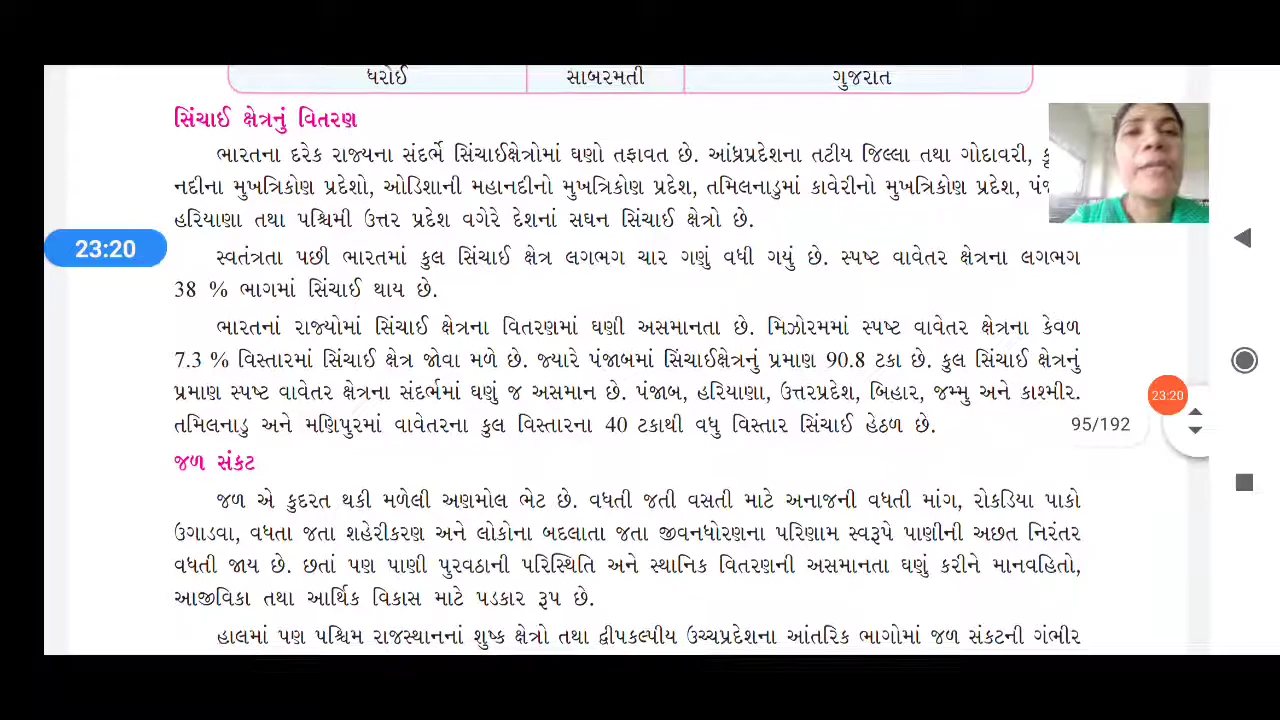 ધરોઈ સાબરમતી ગુજરાત
સિંચાઈ ક્ષેત્રનું વિતરણ
ભારતના દરેક રાજ્યના સંદર્ભે સિંચાઈક્ષેત્રોમાં ઘણો તફાવત છે. આંધ્રપ્રદેશના તટીય જિલ્લા તથા ગોદાવરી,
નદીના મુખત્રિકોણ પ્રદેશો, ઓડિશાની મહાનદીનો મુખત્રિકોણ પ્રદેશ, તમિલનાડુમાં કાવેરીનો મુખત્રિકોણ પ્રદેશ,
હરિયાણા તથા પશ્ચિમી ઉત્તર પ્રદેશ વગેરે દેશનાં સઘન સિંચાઈ ક્ષેત્રો છે.
23:20
સ્વતંત્રતા પછી ભારતમાં કુલ સિંચાઈ ક્ષેત્ર લગભગ ચાર ગણું વધી ગયું છે. સ્પષ્ટ વાવેતર ક્ષેત્રના લગભગ
38 % ભાગમાં સિંચાઈ થાય છે.
ભારતનાં રાજ્યોમાં સિંચાઈ ક્ષેત્રના વિતરણમાં ઘણી અસમાનતા છે. મિઝોરમમાં સ્પષ્ટ વાવેતર ક્ષેત્રના કેવળ
7.3 % વિસ્તારમાં સિંચાઈ ક્ષેત્ર જોવા મળે છે. જ્યારે પંજાબમાં સિંચાઈક્ષેત્રનું પ્રમાણ 90.8 ટકા છે. કુલ સિંચાઈ ક્ષેત્રનું
પ્રમાણ સ્પષ્ટ વાવેતર ક્ષેત્રના સંદર્ભમાં ઘણું જ અસમાન છે. પંજાબ, હરિયાણા, ઉત્તરપ્રદેશ, બિહાર, જમ્મુ અને કાશ્મીર.
23:20
તમિલનાડુ અને મણિપુરમાં વાવેતરના કુલ વિસ્તારના 40 ટકાથી વધુ વિસ્તાર સિંચાઈ હેઠળ છે.
95/192
જળ સંકટ
જળ એ કુદરત થકી મળેલી અણમોલ ભેટ છે. વધતી જતી વસતી માટે અનાજની વધતી માંગ, રોકડિયા પાકો
ઉગાડવા, વધતા જતા શહેરીકરણ અને લોકોના બદલાતા જતા જીવનધોરણના પરિણામ સ્વરૂપે પાણીની અછત નિરંતર
વધતી જાય છે. છતાં પણ પાણી પુરવઠાની પરિસ્થિતિ અને સ્થાનિક વિતરણની અસમાનતા ઘણું કરીને માનવહિતો,
આજીવિકા તથા આર્થિક વિકાસ માટે પડકાર રૂપ છે.
હાલમાં પણ પશ્ચિમ રાજસ્થાનનાં શુષ્ક ક્ષેત્રો તથા દ્વીપકલ્પીય ઉચ્ચપ્રદેશના આંતરિક ભાગોમાં જળ સંકટની ગંભીર